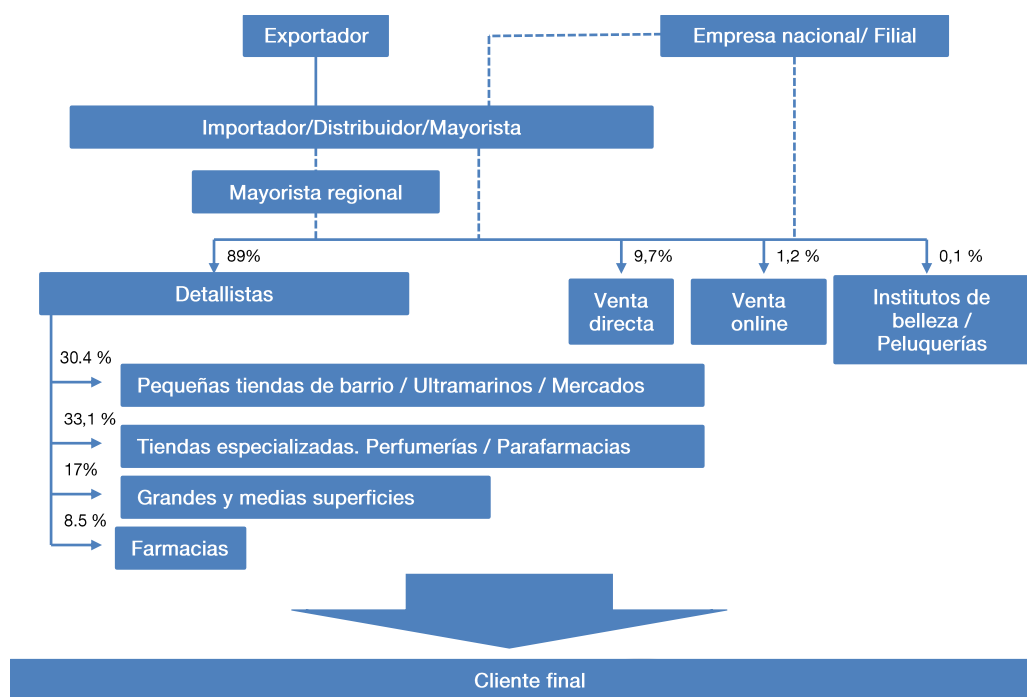 Exportador
Empresa nacional/ Filial
Importador/Distribuidor/Mayorista
Mayorista regional
89%
9,7%
1,2 %
0,1 %
Detallistas
Venta
directa
Venta
online
Institutos de
belleza /
Peluquerías
30.4 %
Pequeñas tiendas de barrio / Ultramarinos / Mercados
33,1 %
Tiendas especializadas. Perfumerías / Parafarmacias
17%
Grandes y medias superficies
8.5 %
Farmacias
Cliente final